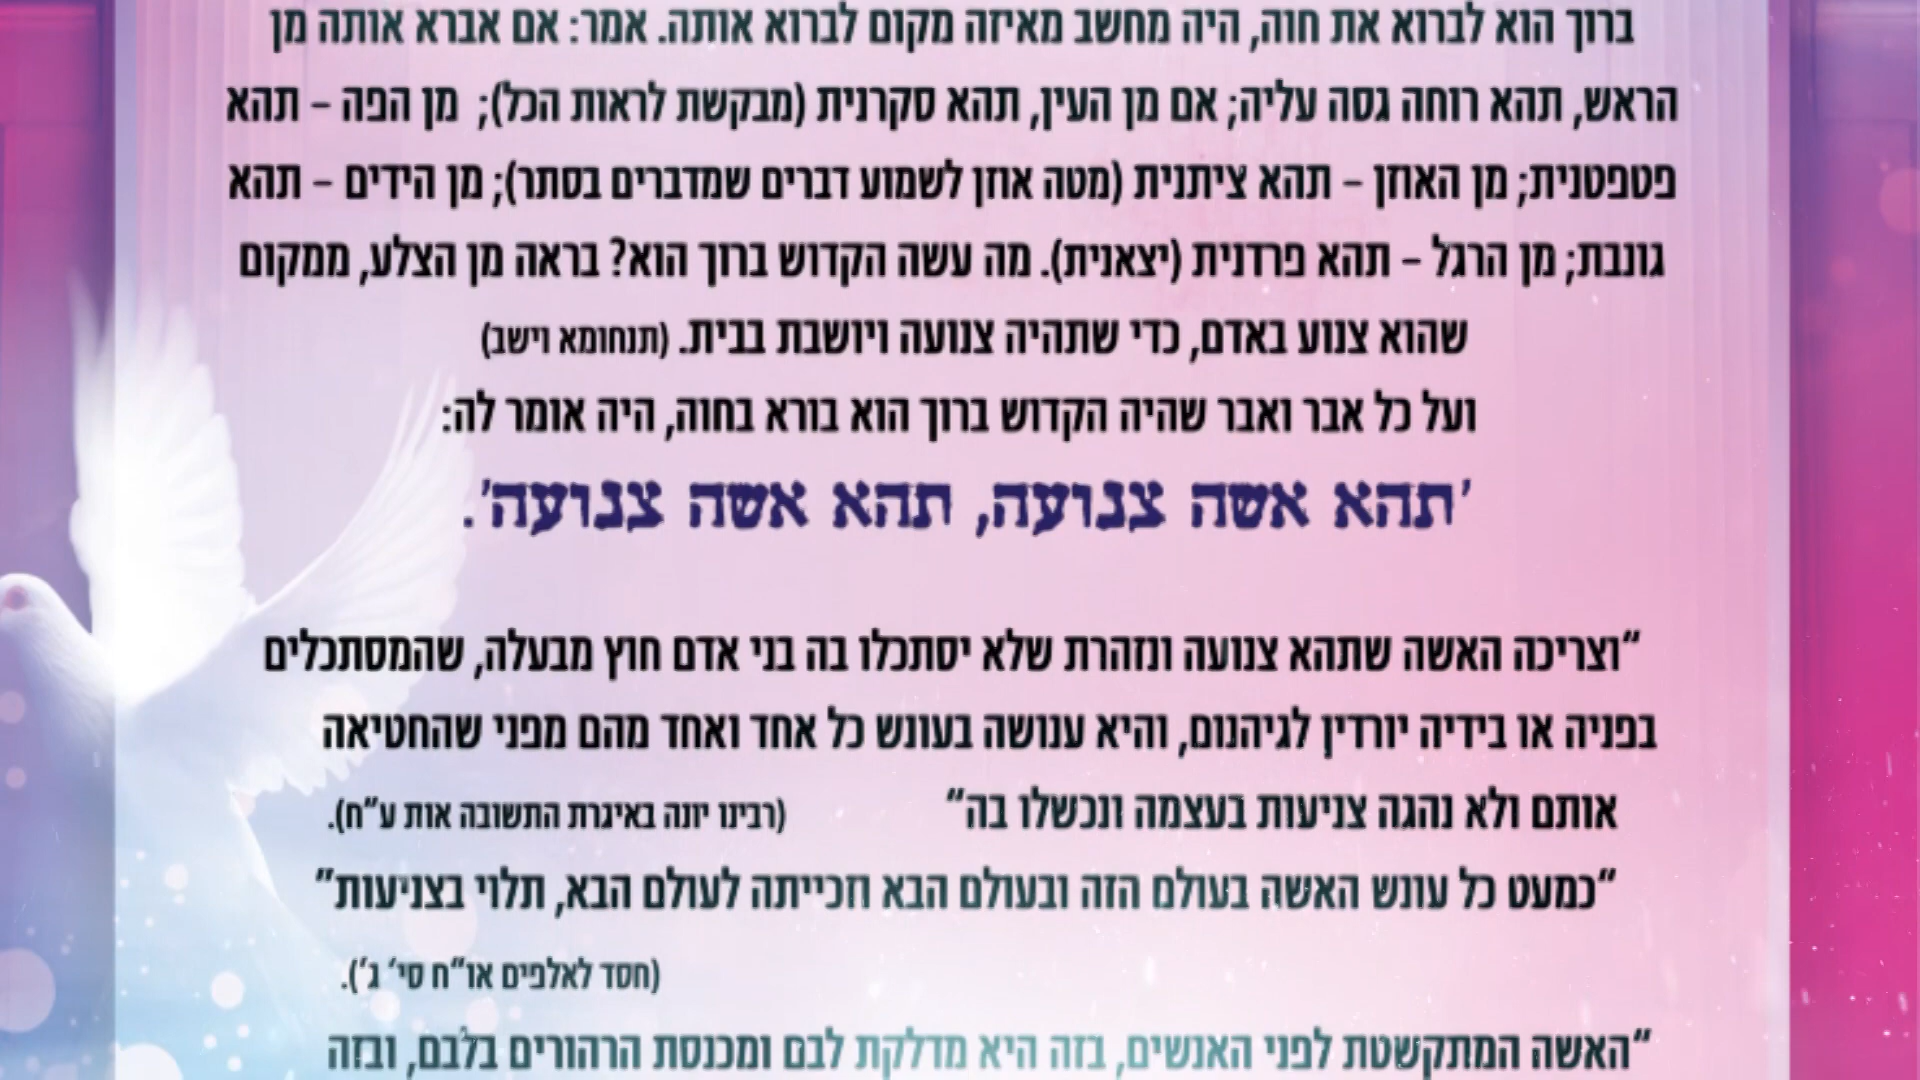 ברוך הוא לברוא את חוה, היה מחשב מאיזה מקום לברוא אותה. אמר: אם אברא אותה מן
הראש, תהא רוחה גסה עליה; אם מן העין, תהא סקרנית (מבקשת לראות הכל); מן הפה – תהא
פטפטנית; מן האוזן – תהא ציתנית (מטה אוזן לשמוע דברים שמדברים בסתר); מן הידים – תהא
גונבת; מן הרגל – תהא פרדנית (יצאנית). מה עשה הקדוש ברוך הוא? בראה מן הצלע, ממקום
שהוא צנוע באדם, כדי שתהיה צנועה ויושבת בבית. (תנחומא וישב)
ועל כל אבר ואבר שהיה הקדוש ברוך הוא בורא בחוה, היה אומר לה:
'תהא אשה צנועה, תהא אשה צנועה'.
"וצריכה האשה שתהא צנועה ונזהרת שלא יסתכלו בה בני אדם חוץ מבעלה, שהמסתכלים
בפניה או בידיה יורדין לגיהנום, והיא ענושה בעונש כל אחד ואחד מהם מפני שהחטיאה
אותם ולא נהגה צניעות בעצמה ונכשלו בה" (רבינו יונה באיגרת התשובה אות ע"ח).
"כמעט כל עונש האשה בעולם הזה ובעולם הבא וזכייתה לעולם הבא, תלוי בצניעות"
(חסד לאלפים או"ח סי' ג').
"האשה המתקשטת לפני האנשים, בזה היא מדלקת לבם ומכנסת הרהורים בלבם, ובזה